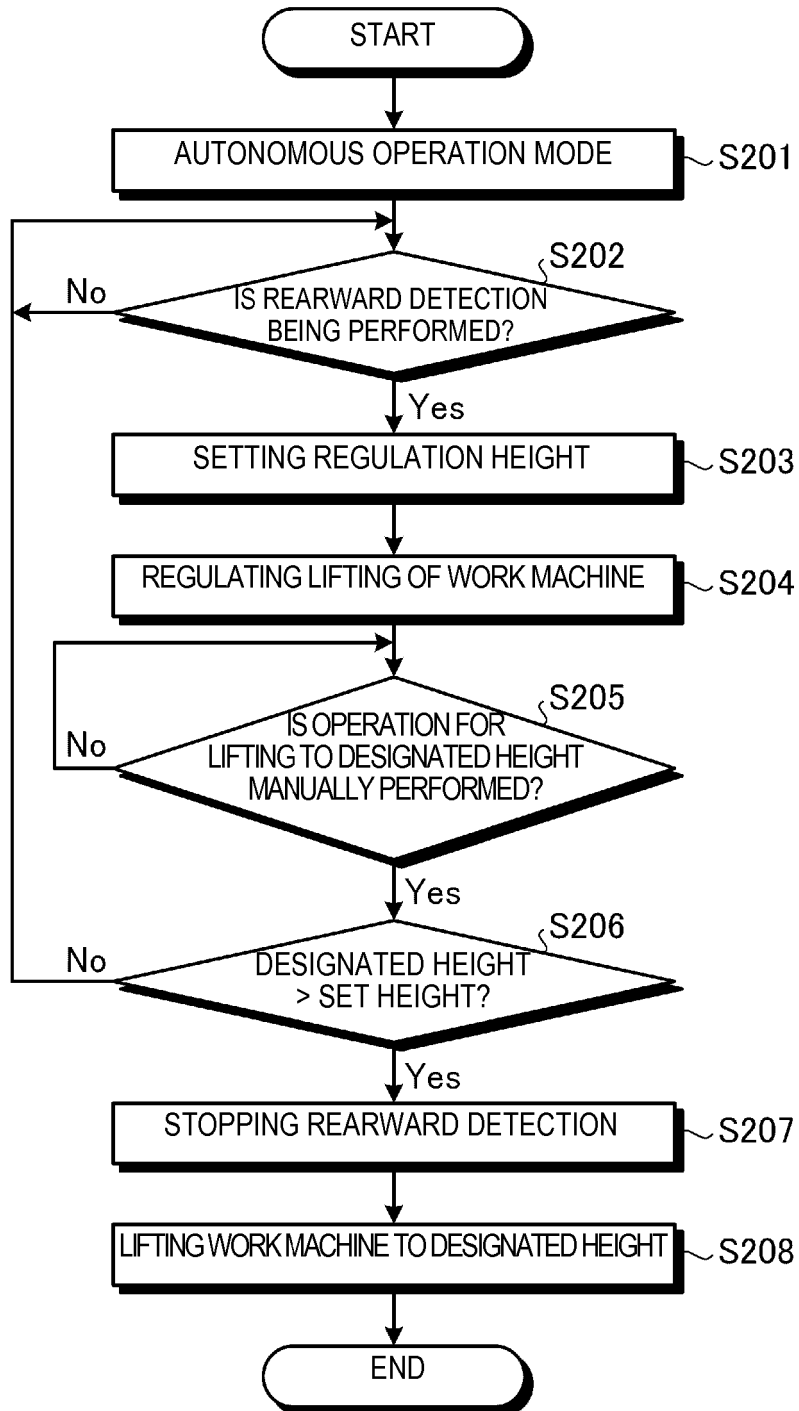 START
AUTONOMOUS OPERATION MODE
S201
S202
No
IS REARWARD DETECTION
BEING PERFORMED?
Yes
SETTING REGULATION HEIGHT
S203
REGULATING LIFTING OF WORK MACHINE
S204
S205
IS OPERATION FOR
No
LIFTING TO DESIGNATED HEIGHT
MANUALLY PERFORMED?
Yes
S206
No
DESIGNATED HEIGHT
> SET HEIGHT?
Yes
STOPPING REARWARD DETECTION
S207
LIFTING WORK MACHINE TO DESIGNATED HEIGHT
S208
END